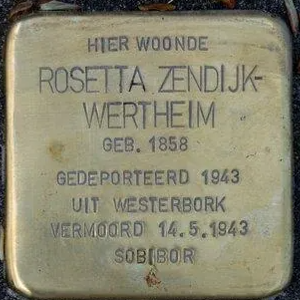 HIER WOONDE
ROSETTA ZENDIJK-
WERTHEIM
GEB. 1858
GEDEPORTEERD 1943
UIT WESTERBORK
VERMOORD 14.5.1943
SOBIBOR